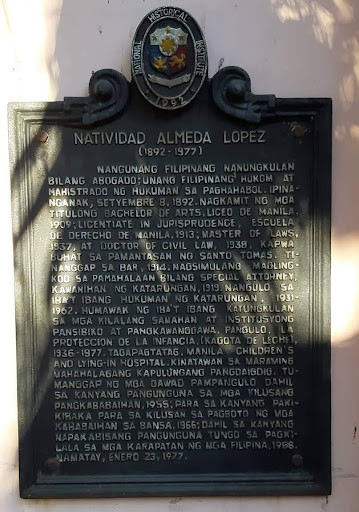 NATIONAL HISTORICAL INSTITUTE
1992
NATIVIDAD ALMEDA LOPEZ
(1892-1977)
NANGUNANG FILIPINANG NANUNGKULAN
BILANG ABOGADO; UNANG FILIPINANG HUKOM AT
MAHISTRADO NG HUKUMAN SA PAGHAHABOL. IPINA-
NGANAK, SETYEMBRE 8, 1892. NAGKAMIT NG MGA
TITULONG BACHELOR OF ARTS, LICEO DE MANILA,
1909; LICENTIATE IN JURISPRUDENCE, ESCUELA
DE DERECHO DE MANILA, 1913; MASTER OF LAWS,
1937, AT DOCTOR OF CIVIL LAW, 1938, KAPWA
BUHAT SA PAMANTASAN NG SANTO TOMAS. TI-
NANGGAP SA BAR, 1914. NAGSIMULANG MAGLING-
KOD SA PAMAHALAAN BILANG SPECIAL ATTORNEY,
KAWANIHAN NG KATARUNGAN, 1919. NANGULO SA
IBA'T IBANG HUKUMAN NG KATARUNGAN, 1931-
1962. HUMAWAK NG IBA'T IBANG KATUNGKULAN
SA MGA KILALANG SAMAHAN AT INSTITUSYONG
PANSIBIKO AT PANGKAWANGGAWA, PANGULO, LA
PROTECCION DE LA INFANCIA, (KAGOTA DE LECHE),
1936-1977. TAGAPAGTATAG, MANILA CHILDREN'S
AND LYING-IN HOSPITAL. KINATAWAN SA MARAMING
MAHAHALAGANG KAPULUNGANG PANGDAIGDIG. TU-
MANGGAP NG MGA GAWAD PAMPANGULO DAHIL
SA KANYANG PANGUNGUNA SA MGA KILUSANG
PANGKABABAIHAN, 1955; PARA SA KANYANG PAKI-
KIBAKA PARA SA KILUSAN SA PAGBOTO NG MGA
KABABAIHAN SA BANSA, 1966; DAHIL SA KANYANG
NAPAKABISANG PANGUNGUNA TUNGO SA PAGKI-
LALA SA MGA KARAPATAN NG MGA FILIPINA,
NAMATAY, ENERO 23, 1977.